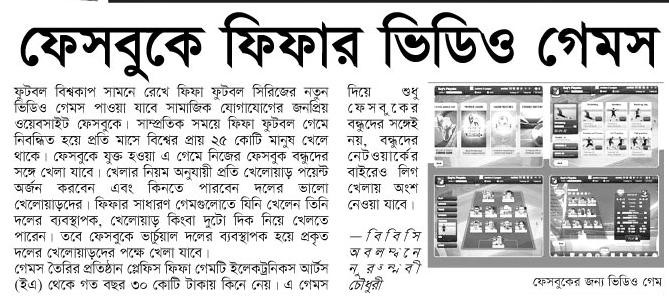 ফেসবুকে ফিফার ভিডিও গেমস
ফুটবল বিশ্বকাপ সামনে রেখে ফিফা ফুটবল সিরিজের নতুন
ভিডিও গেমস পাওয়া যাবে সামাজিক যোগাযোগের জনপ্রিয়
ওয়েবসাইট ফেসবুকে। সাম্প্রতিক সময়ে ফিফা ফুটবল গেমে
নিবন্ধিত হয়ে প্রতি মাসে বিশ্বের প্রায় ২৫ কোটি মানুষ খেলে
থাকে। ফেসবুকে যুক্ত হওয়া এ গেমে নিজের ফেসবুক বন্ধুদের
সঙ্গে খেলা যাবে। খেলার নিয়ম অনুযায়ী প্রতি খেলোয়াড় পয়েন্ট
অর্জন করবেন এবং কিনতে পারবেন দলের ভালো
খেলোয়াড়দের। ফিফার সাধারণ গেমগুলোতে যিনি খেলেন তিনি
দলের ব্যবস্থাপক, খেলোয়াড় কিংবা দুটো দিক নিয়ে খেলতে
পারেন। তবে ফেসবুকে ভার্চুয়াল দলের ব্যবস্থাপক হয়ে প্রকৃত
দলের খেলোয়াড়দের পক্ষে খেলা যাবে।
গেমস তৈরির প্রতিষ্ঠান প্লেফিস ফিফা গেমটি ইলেকট্রনিকস আর্টস
(ইএ) থেকে গত বছর ৩০ কোটি টাকায় কিনে নেয়। এ গেমস
দিয়ে শুধু
ফেসবুকের
বন্ধুদের সঙ্গেই
নয়, বন্ধুদের
নেটওয়ার্কের
বাইরেও লিগ
খেলায় অংশ
নেওয়া যাবে।
—বিবিসি
অবলম্বনে
নুরুন্নবী
চৌধুরী
ফেসবুকের জন্য ভিডিও গেম